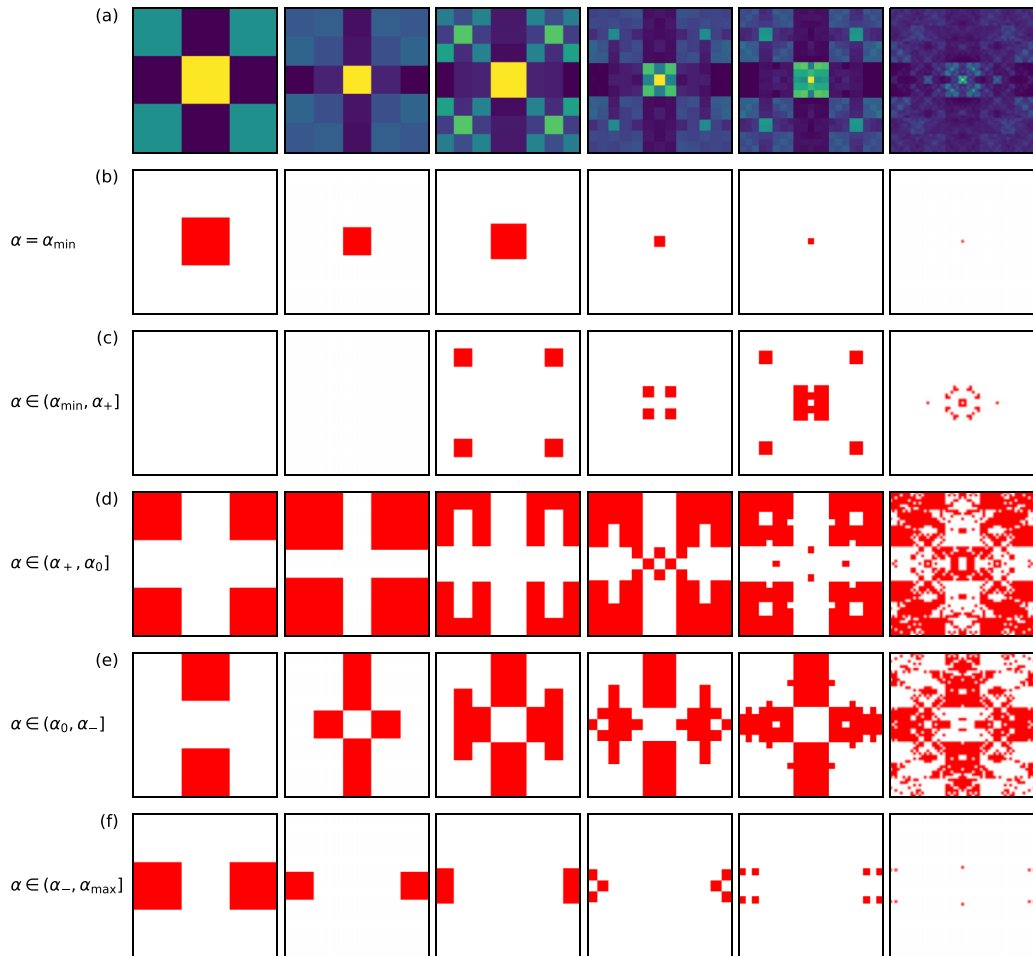 (a)
(b)
α = α_min
(c)
α ∈ (α_min, α_+]
(d)
α ∈ (α_+, α_0]
(e)
α ∈ (α_0, α_−]
(f)
α ∈ (α_−, α_max]